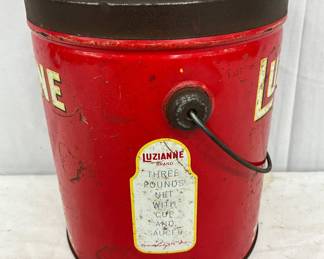 NE
LU
LUZIANNE
BRAND
THREE
POUNDS
NET
WITH
CUP
AND
SAUCER